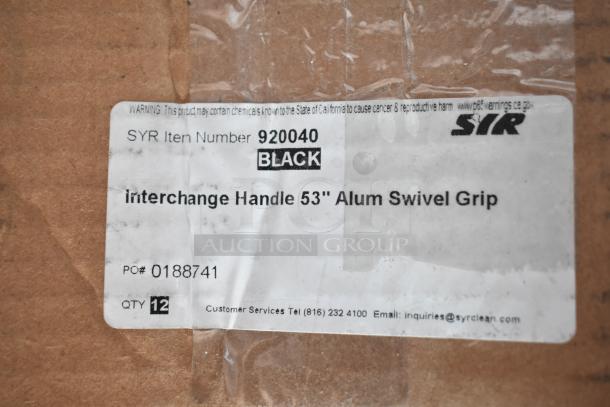 WARNING: This product may contain chemicals known to the State of California to cause cancer & reproductive harm www.p65warnings.ca.gov
SYR
SYR Iten Number 920040
BLACK
Interchange Handle 53" Alum Swivel Grip
AUCTION GROUP
PO# 0188741
QTY 12
Customer Services Tel (816) 232 4100 Email: inquiries@syrclean.com